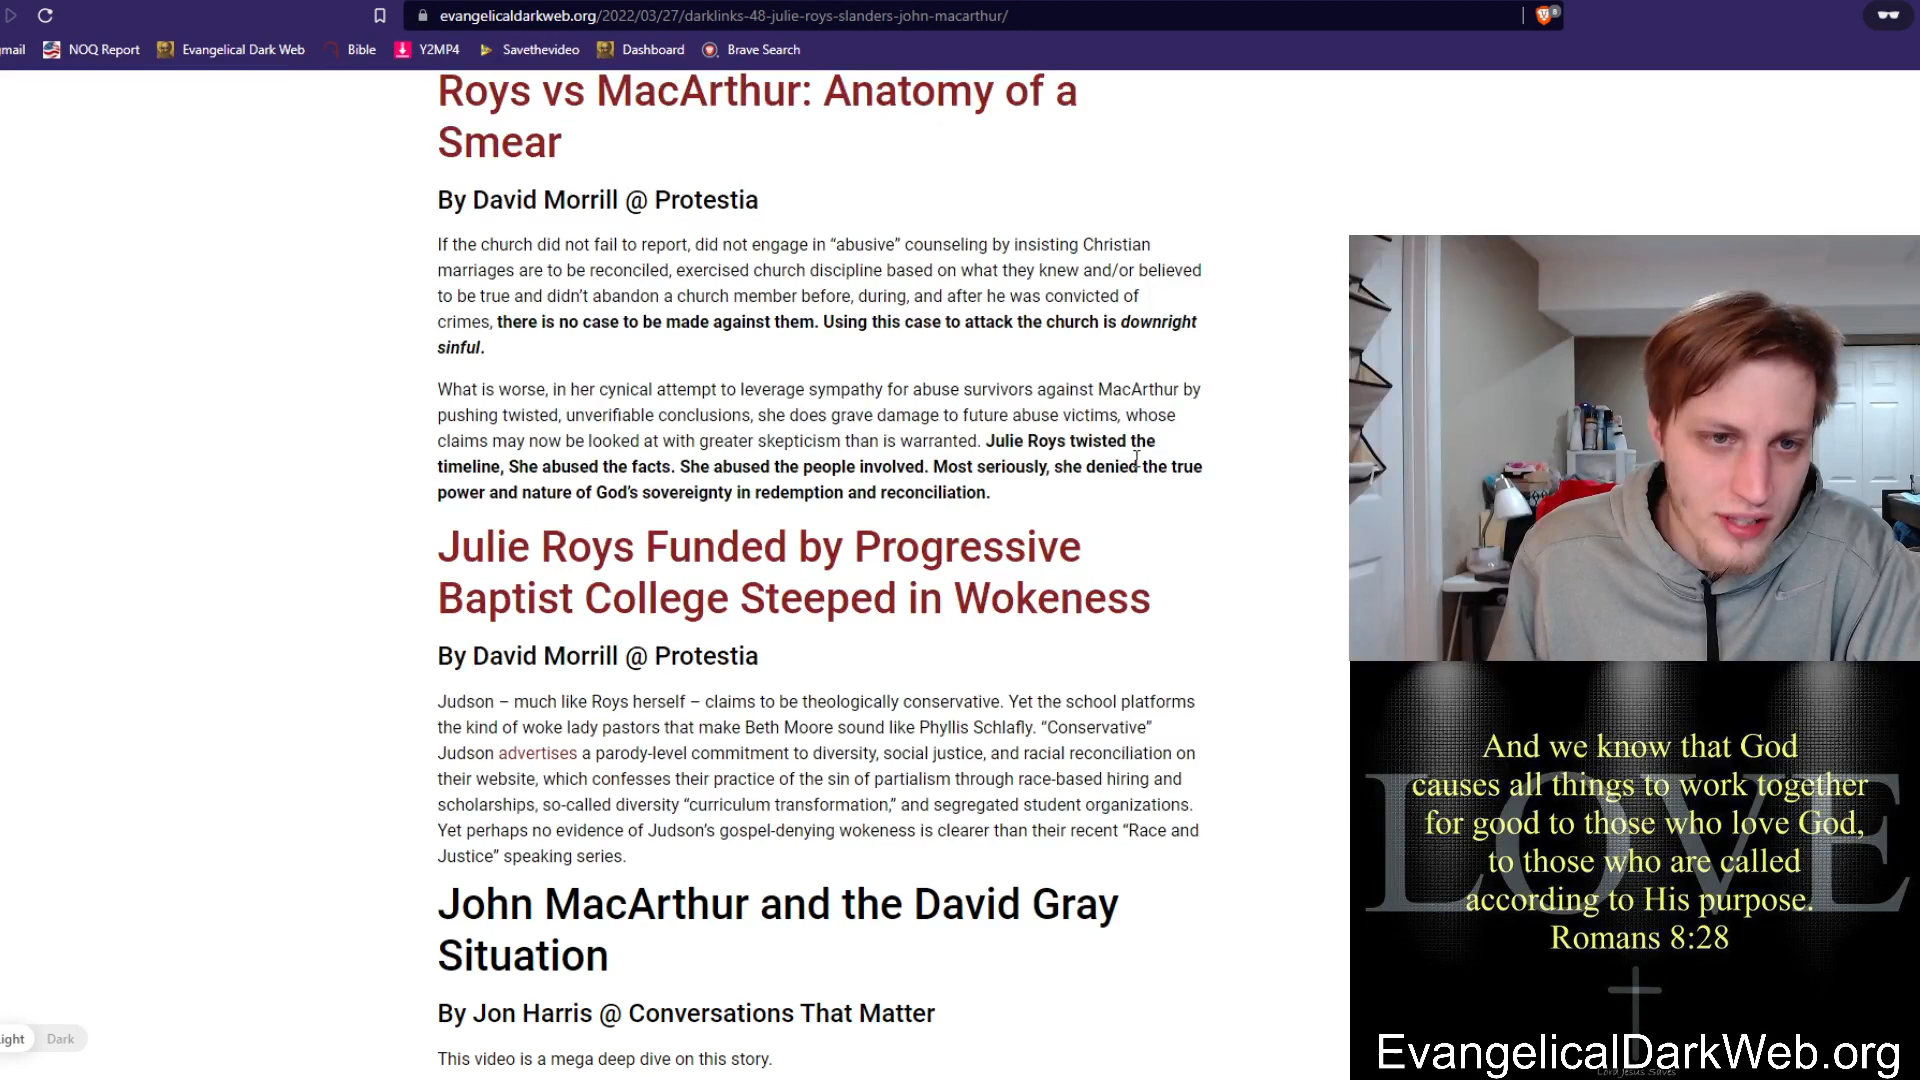 evangelicaldarkweb.org/2022/03/27/darklinks-48-julie-roys-slanders-john-macarthur/
8
mail NOQ Report Evangelical Dark Web Bible Y2MP4 Savethevideo Dashboard Brave Search
Roys vs MacArthur: Anatomy of a
Smear
By David Morrill @ Protestia
If the church did not fail to report, did not engage in “abusive” counseling by insisting Christian
marriages are to be reconciled, exercised church discipline based on what they knew and/or believed
to be true and didn’t abandon a church member before, during, and after he was convicted of
crimes, there is no case to be made against them. Using this case to attack the church is downright
sinful.
What is worse, in her cynical attempt to leverage sympathy for abuse survivors against MacArthur by
pushing twisted, unverifiable conclusions, she does grave damage to future abuse victims, whose
claims may now be looked at with greater skepticism than is warranted. Julie Roys twisted the
timeline, She abused the facts. She abused the people involved. Most seriously, she denied the true
power and nature of God’s sovereignty in redemption and reconciliation.
Julie Roys Funded by Progressive
Baptist College Steeped in Wokeness
By David Morrill @ Protestia
Judson – much like Roys herself – claims to be theologically conservative. Yet the school platforms
the kind of woke lady pastors that make Beth Moore sound like Phyllis Schlafly. “Conservative”
Judson advertises a parody-level commitment to diversity, social justice, and racial reconciliation on
their website, which confesses their practice of the sin of partialism through race-based hiring and
scholarships, so-called diversity “curriculum transformation,” and segregated student organizations.
Yet perhaps no evidence of Judson’s gospel-denying wokeness is clearer than their recent “Race and
Justice” speaking series.
John MacArthur and the David Gray
Situation
By Jon Harris @ Conversations That Matter
This video is a mega deep dive on this story.
ight Dark
LOVE
And we know that God
causes all things to work together
for good to those who love God,
to those who are called
according to His purpose.
Romans 8:28
EvangelicalDarkWeb.org
Lord Jesus Saves